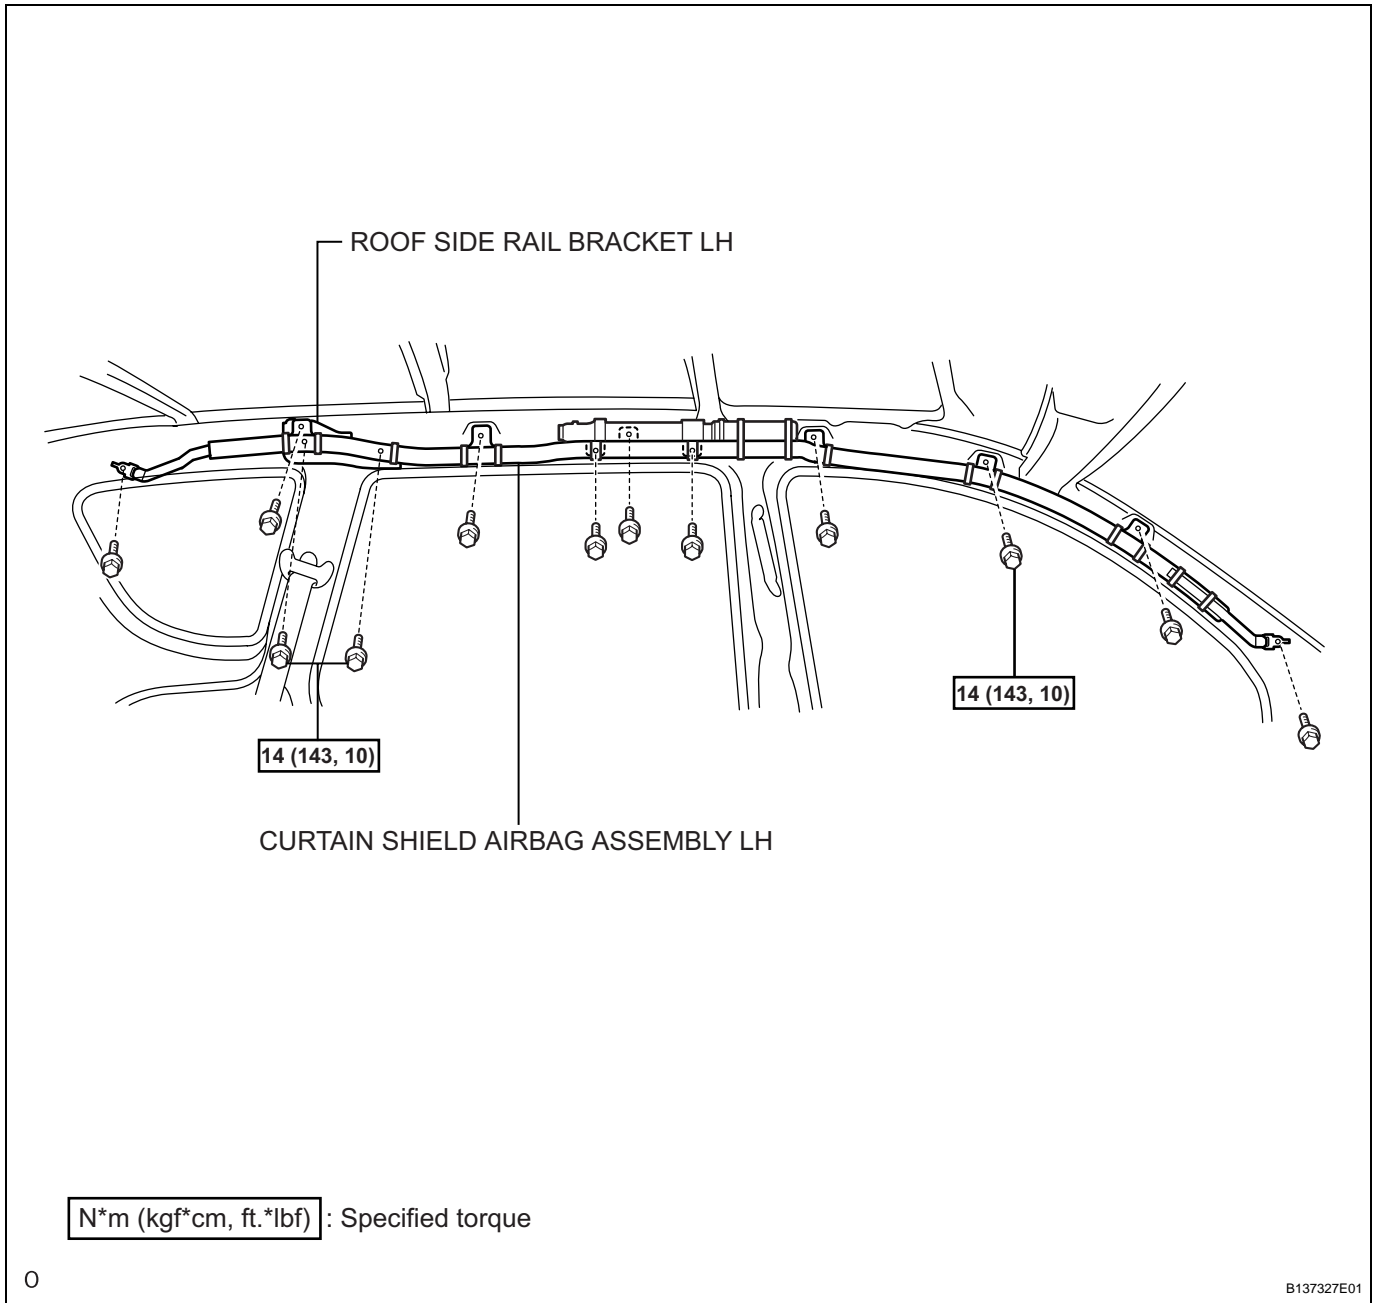 ROOF SIDE RAIL BRACKET LH
14 (143, 10)
14 (143, 10)
CURTAIN SHIELD AIRBAG ASSEMBLY LH
N*m (kgf*cm, ft.*lbf) : Specified torque
O
B137327E01